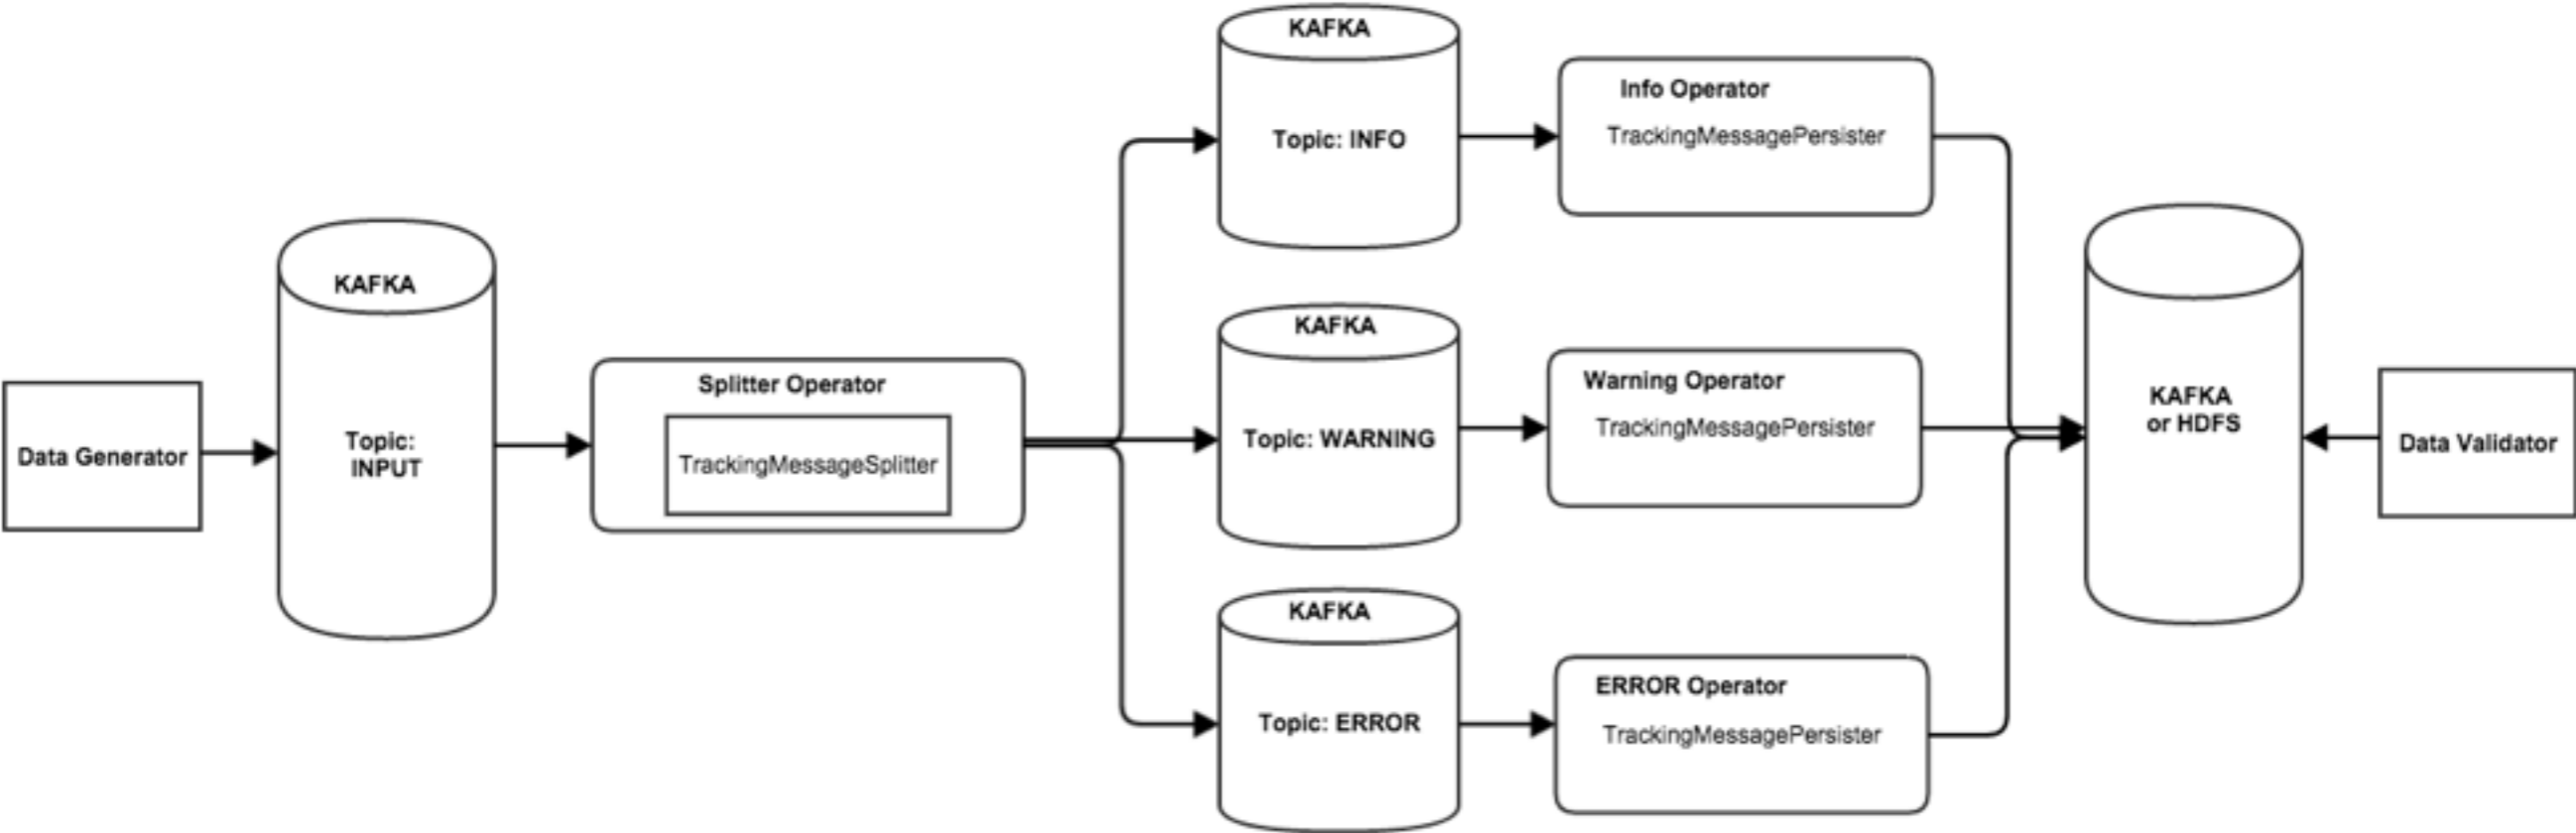 Data Generator
KAFKA
Topic:
INPUT
Splitter Operator
TrackingMessageSplitter
KAFKA
Topic: INFO
Info Operator
TrackingMessagePersister
KAFKA
Topic: WARNING
Warning Operator
TrackingMessagePersister
KAFKA
Topic: ERROR
ERROR Operator
TrackingMessagePersister
KAFKA
or HDFS
Data Validator